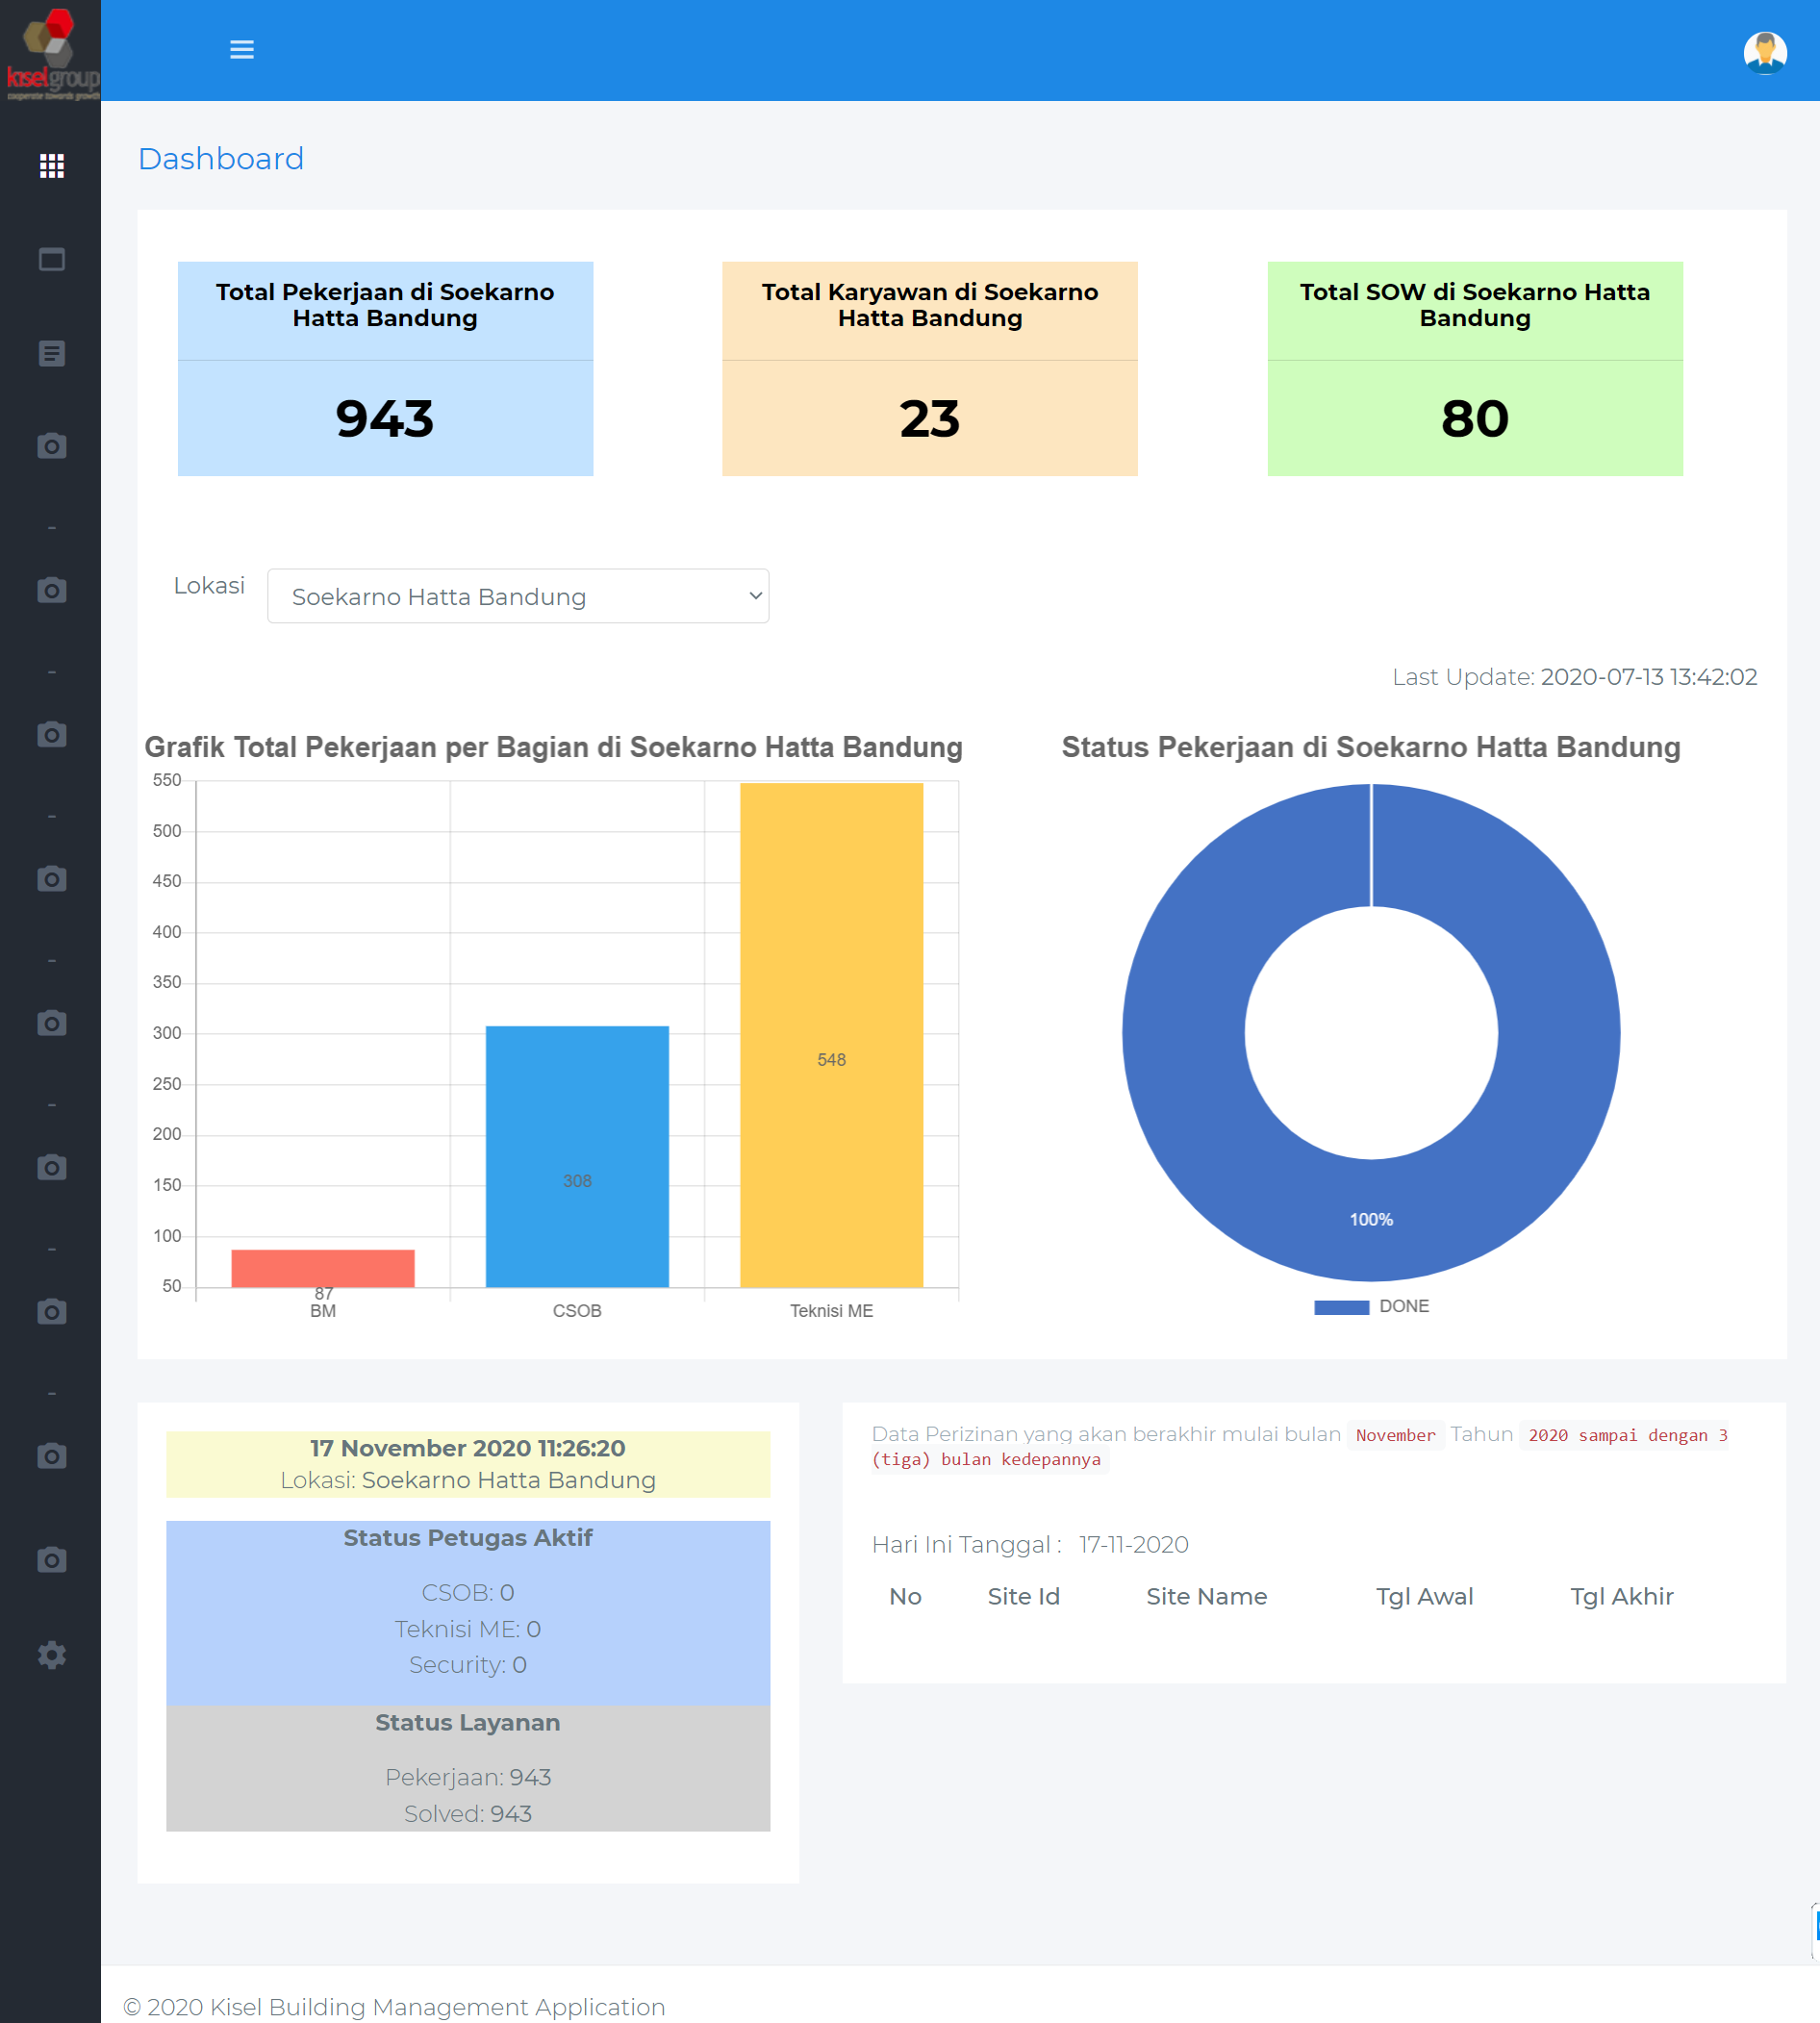 kiselgroup
cooperate towards growth
Dashboard
Total Pekerjaan di Soekarno
Hatta Bandung
943
Total Karyawan di Soekarno
Hatta Bandung
23
Total SOW di Soekarno Hatta
Bandung
80
Lokasi
Soekarno Hatta Bandung
Last Update: 2020-07-13 13:42:02
Grafik Total Pekerjaan per Bagian di Soekarno Hatta Bandung
550
500
450
400
350
300
250
200
150
100
50
87
308
548
BM
CSOB
Teknisi ME
Status Pekerjaan di Soekarno Hatta Bandung
100%
DONE
17 November 2020 11:26:20
Lokasi: Soekarno Hatta Bandung
Status Petugas Aktif
CSOB: 0
Teknisi ME: 0
Security: 0
Status Layanan
Pekerjaan: 943
Solved: 943
Data Perizinan yang akan berakhir mulai bulan November Tahun 2020 sampai dengan 3
(tiga) bulan kedepannya
Hari Ini Tanggal : 17-11-2020
No Site Id Site Name Tgl Awal Tgl Akhir
© 2020 Kisel Building Management Application